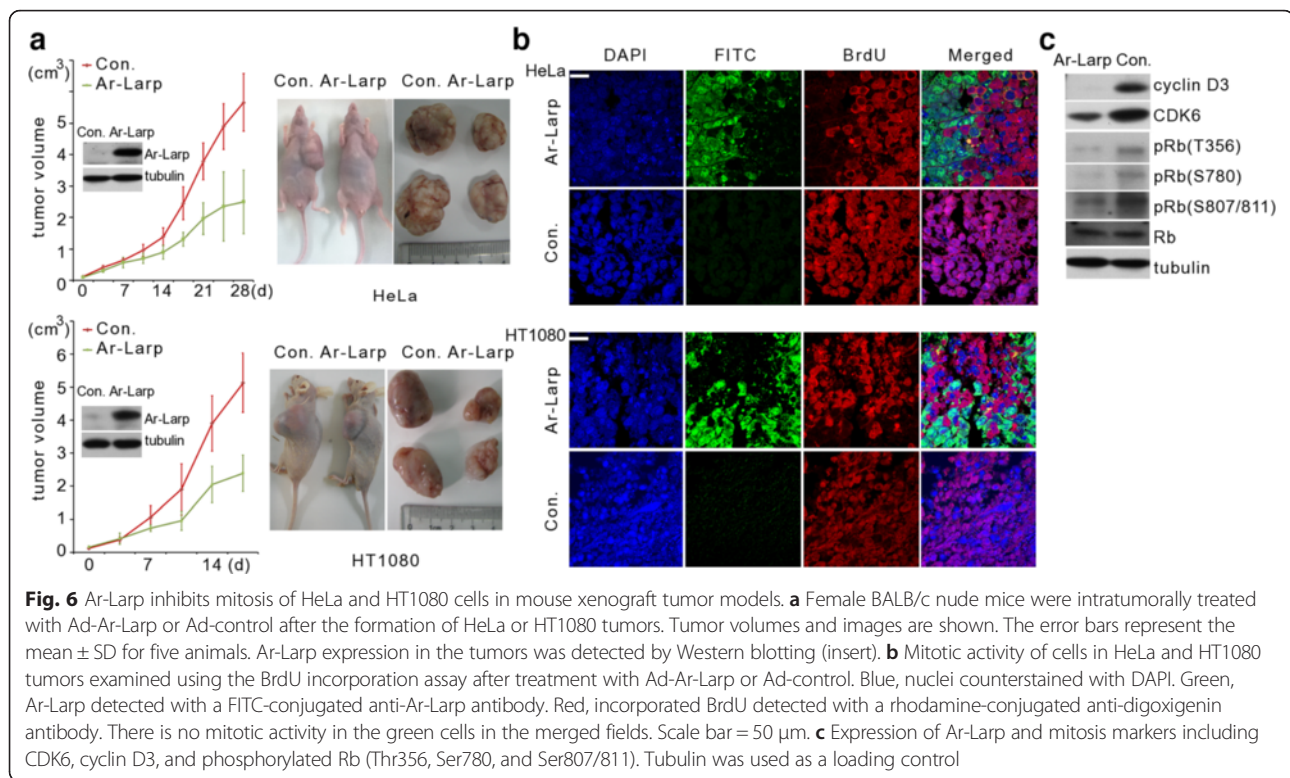 a
(cm3)
Con.
Ar-Larp
6
5
4
3
2
1
0
tumor volume
Con. Ar-Larp
Ar-Larp
tubulin
0 7 14 21 28(d)
Con. Ar-Larp Con. Ar-Larp
HeLa
(cm3)
Con.
Ar-Larp
6
5
4
3
2
1
0
tumor volume
Con. Ar-Larp
Ar-Larp
tubulin
0 7 14 (d)
Con. Ar-Larp Con. Ar-Larp
HT1080
b
DAPI FITC BrdU Merged
HeLa
Ar-Larp
Con.
HT1080
Ar-Larp
Con.
c
Ar-Larp Con.
cyclin D3
CDK6
pRb(T356)
pRb(S780)
pRb(S807/811)
Rb
tubulin
Fig. 6 Ar-Larp inhibits mitosis of HeLa and HT1080 cells in mouse xenograft tumor models. a Female BALB/c nude mice were intratumorally treated
with Ad-Ar-Larp or Ad-control after the formation of HeLa or HT1080 tumors. Tumor volumes and images are shown. The error bars represent the
mean ± SD for five animals. Ar-Larp expression in the tumors was detected by Western blotting (insert). b Mitotic activity of cells in HeLa and HT1080
tumors examined using the BrdU incorporation assay after treatment with Ad-Ar-Larp or Ad-control. Blue, nuclei counterstained with DAPI. Green,
Ar-Larp detected with a FITC-conjugated anti-Ar-Larp antibody. Red, incorporated BrdU detected with a rhodamine-conjugated anti-digoxigenin
antibody. There is no mitotic activity in the green cells in the merged fields. Scale bar = 50 μm. c Expression of Ar-Larp and mitosis markers including
CDK6, cyclin D3, and phosphorylated Rb (Thr356, Ser780, and Ser807/811). Tubulin was used as a loading control